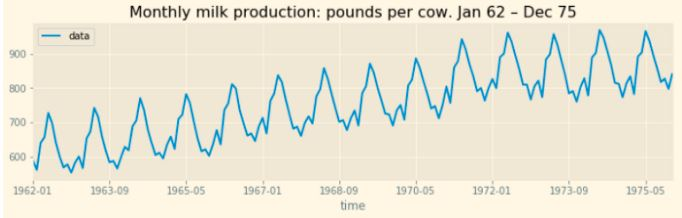 Monthly milk production: pounds per cow. Jan 62 – Dec 75
data
900
800
700
600
1962-01 1963-09 1965-05 1967-01 1968-09 1970-05 1972-01 1973-09 1975-05
time